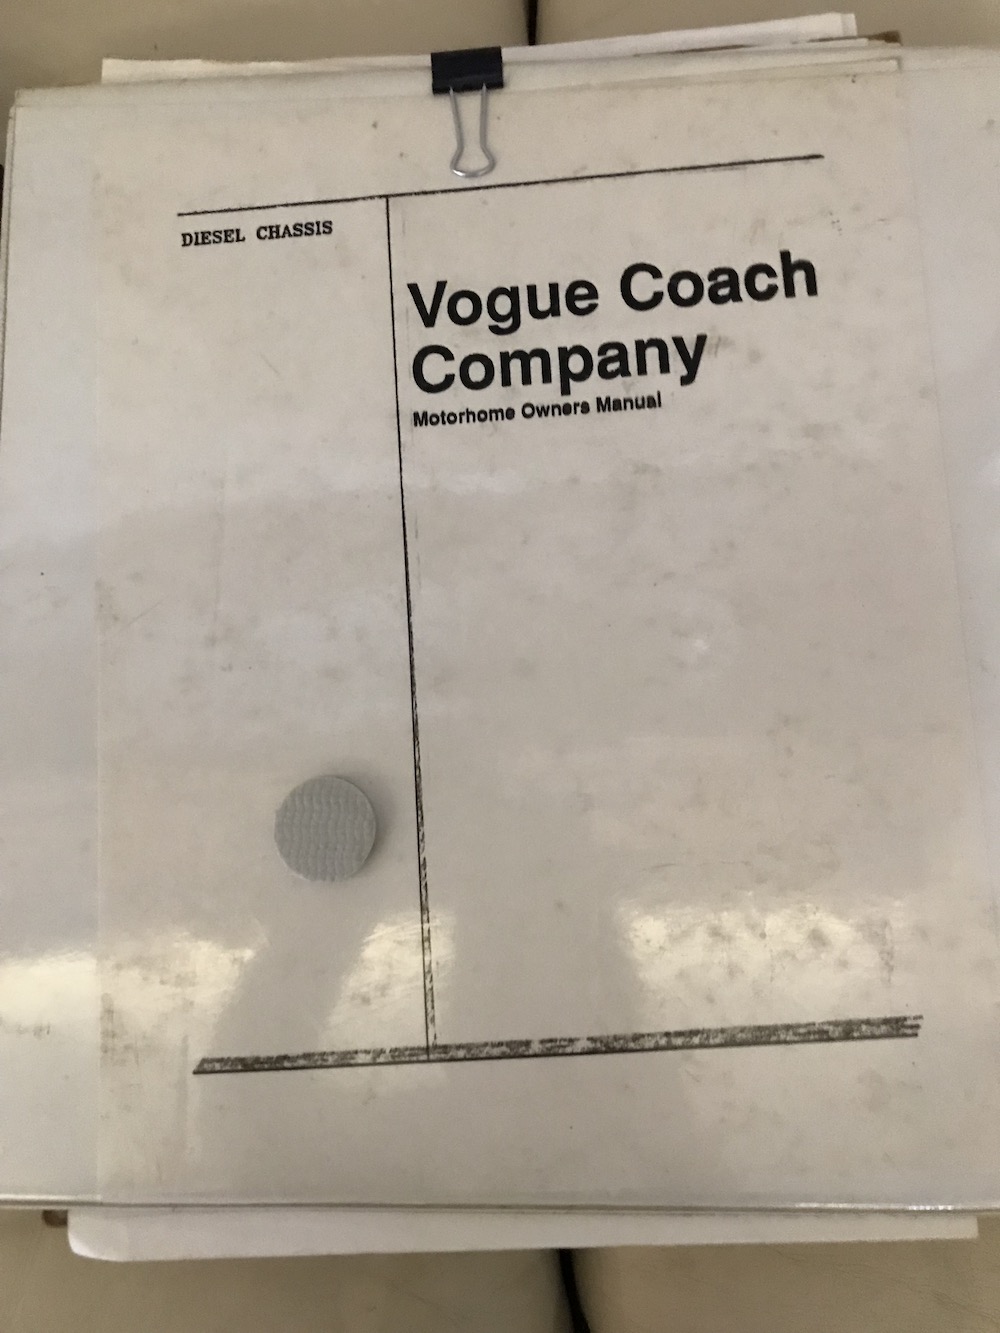 DIESEL CHASSIS
Vogue Coach
Company
Motorhome Owners Manual